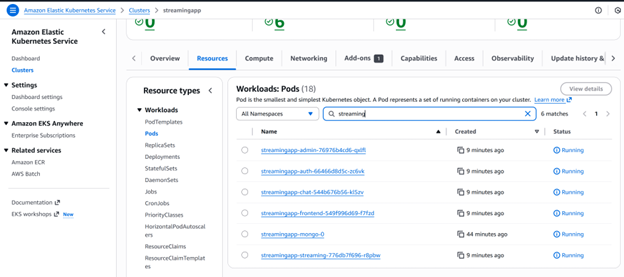 Amazon Elastic Kubernetes Service > Clusters > streamingapp
Amazon Elastic Kubernetes Service
Dashboard
Clusters
Settings
Dashboard settings
Console settings
Amazon EKS Anywhere
Enterprise Subscriptions
Related services
Amazon ECR
AWS Batch
Documentation
EKS workshops New
0 6 0 0
Overview Resources Compute Networking Add-ons 1 Capabilities Access Observability Update history &
Resource types
Workloads
PodTemplates
Pods
ReplicaSets
Deployments
StatefulSets
DaemonSets
Jobs
CronJobs
PriorityClasses
HorizontalPodAutoscal
ers
ResourceClaims
ResourceClaimTemplat
es
Workloads: Pods (18)
View details
Pod is the smallest and simplest Kubernetes object. A Pod represents a set of running containers on your cluster. Learn more
All Namespaces streaming 6 matches 1
Name Created Status
streamingapp-admin-76976b4cd6-qxlfl 9 minutes ago Running
streamingapp-auth-66466d8d5c-zc6vk 9 minutes ago Running
streamingapp-chat-544b676b56-kl5zv 9 minutes ago Running
streamingapp-frontend-549f996d69-f7fzd 9 minutes ago Running
streamingapp-mongo-0 44 minutes ago Running
streamingapp-streaming-776db7f696-r8pbw 9 minutes ago Running